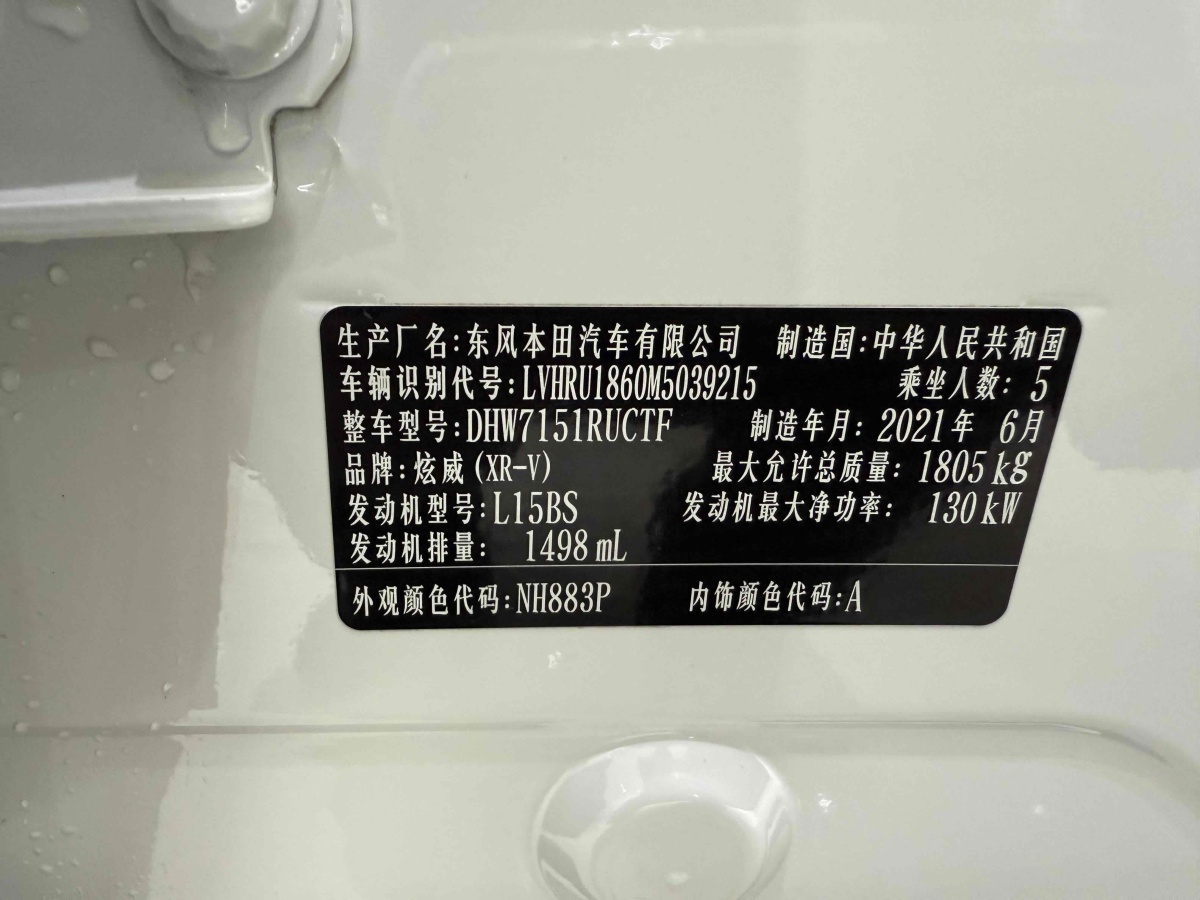 生产厂名:东风本田汽车有限公司 制造国:中华人民共和国
车辆识别代号:LVHRU1860M5039215 乘坐人数: 5
整车型号:DHW7151RUCTF 制造年月: 2021年 6月
品牌:炫威(XR-V) 最大允许总质量: 1805kg
发动机型号:L15BS 发动机最大净功率: 130kW
发动机排量: 1498mL
外观颜色代码:NH883P 内饰颜色代码:A